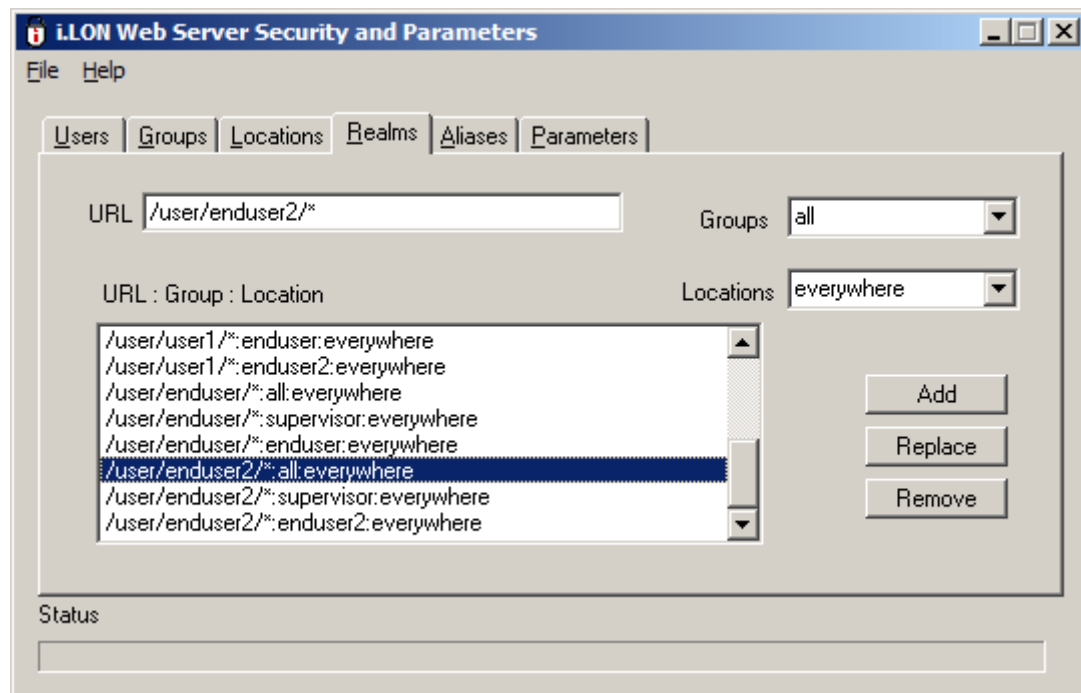 i.LON Web Server Security and Parameters
File Help
Users Groups Locations Realms Aliases Parameters
URL /user/enduser2/* Groups all
URL : Group : Location Locations everywhere
/user/user1/*:enduser:everywhere
/user/user1/*:enduser2:everywhere
/user/enduser/*:all:everywhere
/user/enduser/*:supervisor:everywhere
/user/enduser/*:enduser:everywhere
/user/enduser2/*:all:everywhere
/user/enduser2/*:supervisor:everywhere
/user/enduser2/*:enduser2:everywhere
Add
Replace
Remove
Status